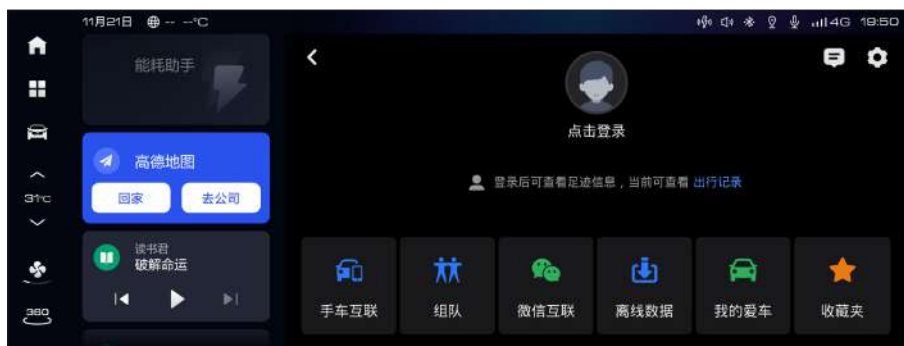 11月21日 -- --°C
4G 19:50
能耗助手
高德地图
回家 去公司
31°C
读书君
破解命运
360
点击登录
登录后可查看足迹信息，当前可查看 出行记录
手车互联 组队 微信互联 离线数据 我的爱车 收藏夹